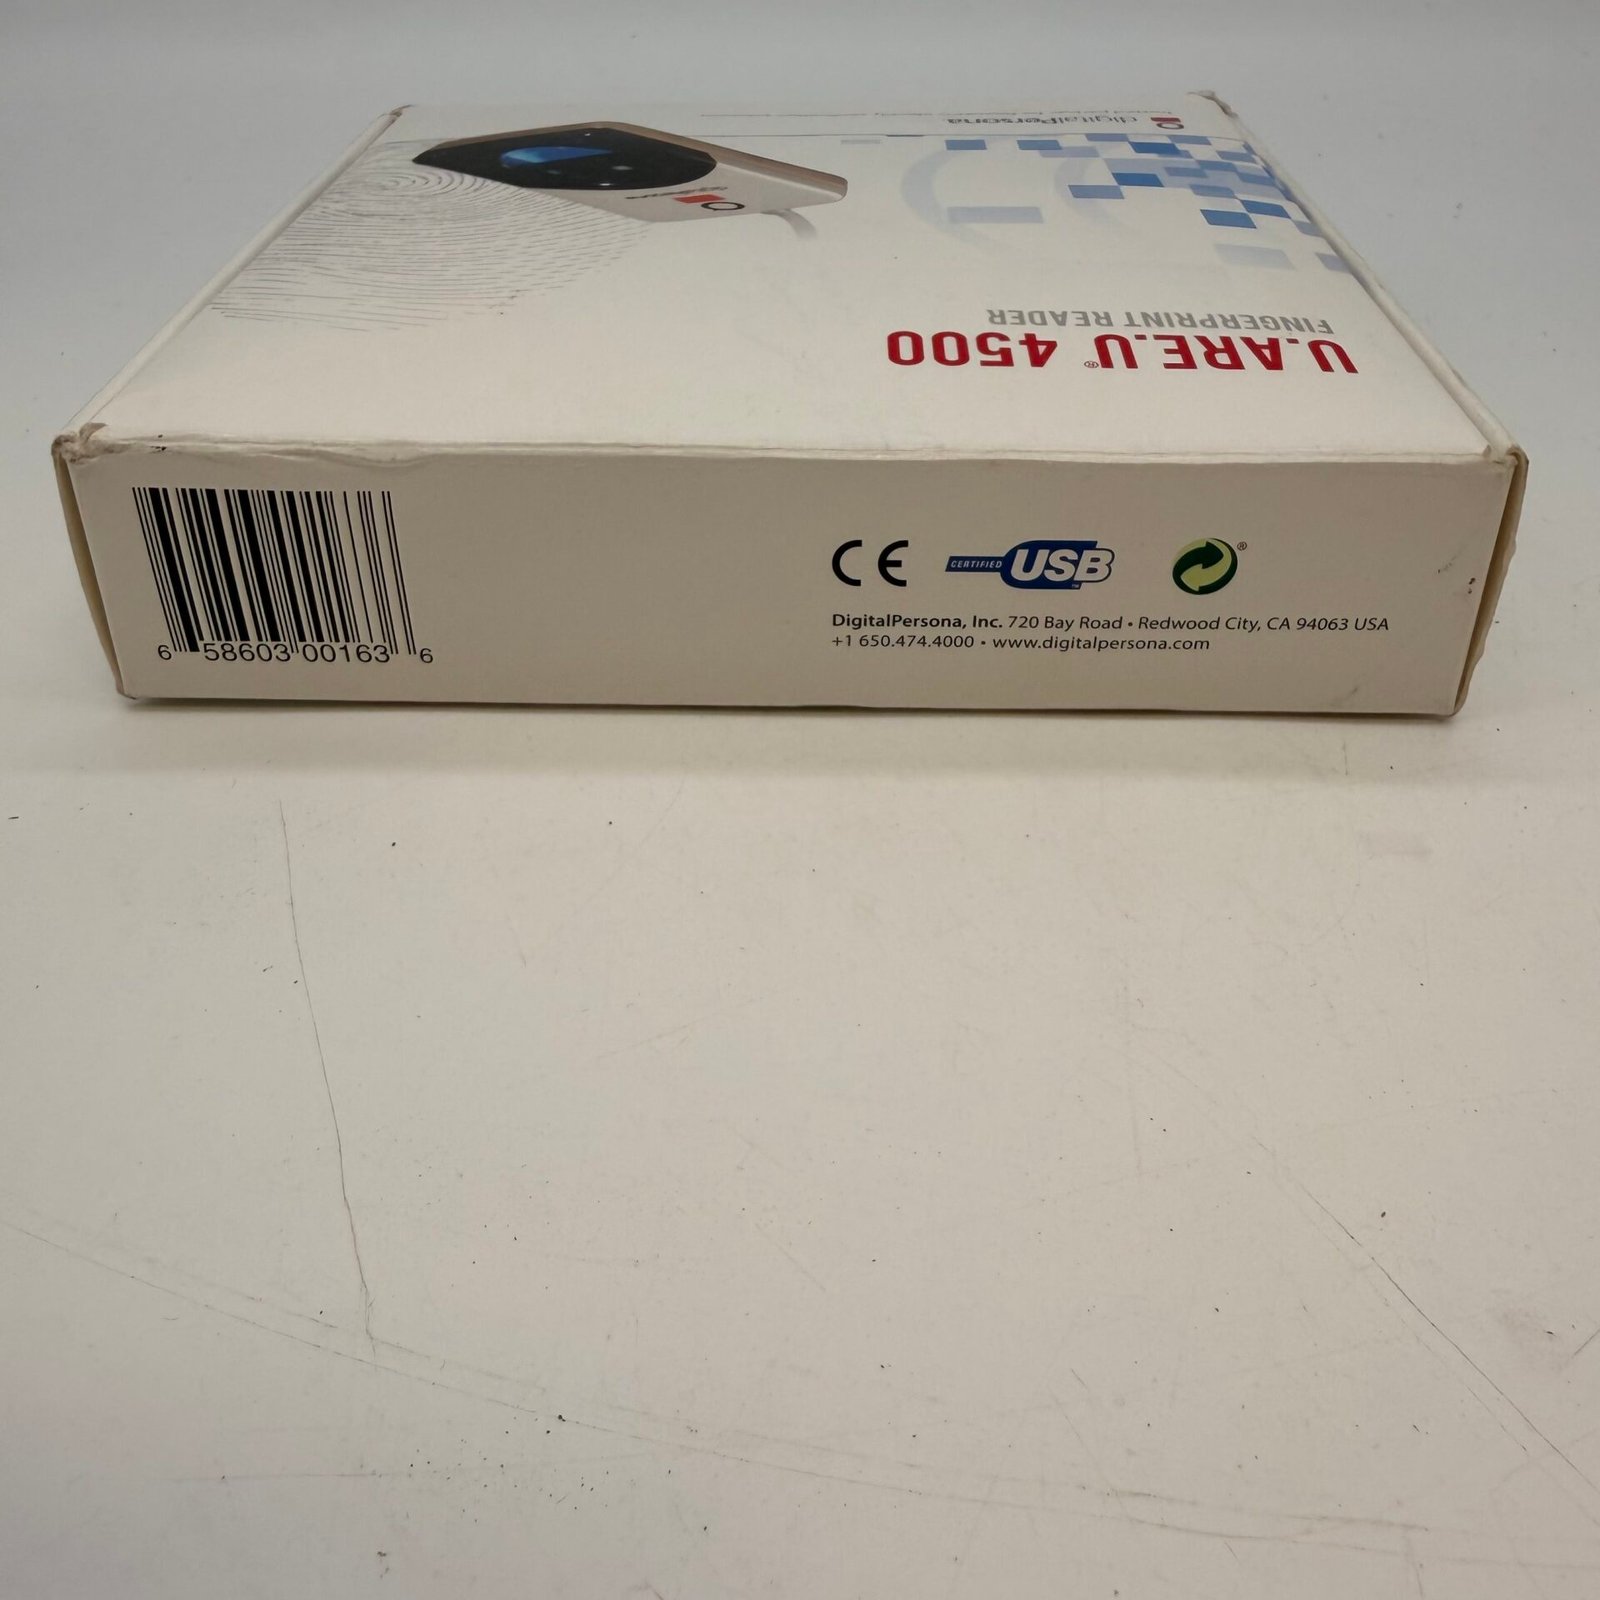 digitalPersona.
FINGERPRINT READER
U.ARE.U® 4500
CE
CERTIFIED USB™
®
DigitalPersona, Inc. 720 Bay Road • Redwood City, CA 94063 USA
+1 650.474.4000 • www.digitalpersona.com
6 58603 00163 6